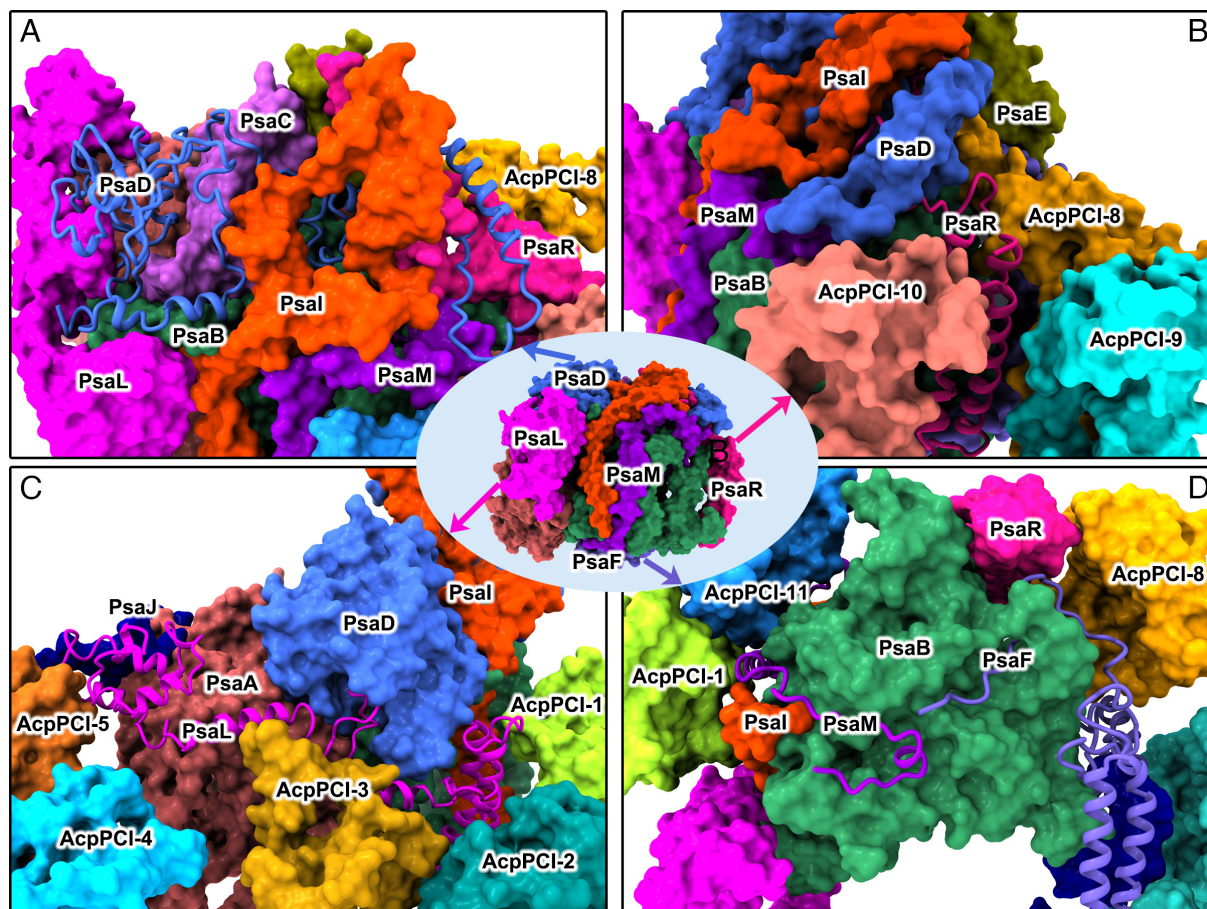 A
PsaC
PsaD
AcpPCI-8
PsaR
PsaI
PsaB
PsaL
PsaM
B
PsaI
PsaE
PsaD
PsaM
PsaR
AcpPCI-8
PsaB
AcpPCI-10
AcpPCI-9
PsaD
PsaL
B
PsaM
PsaR
PsaF
C
PsaJ
PsaI
PsaD
PsaA
AcpPCI-5
PsaL
AcpPCI-1
AcpPCI-3
AcpPCI-4
AcpPCI-2
D
PsaR
AcpPCI-8
AcpPCI-11
PsaB
PsaF
AcpPCI-1
PsaI
PsaM